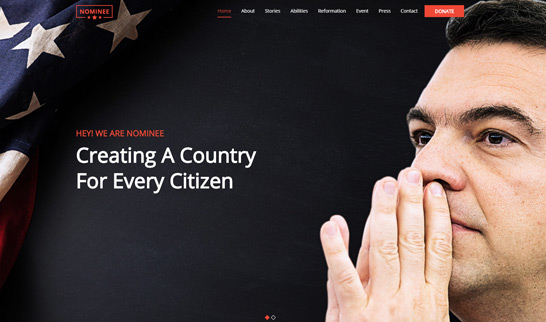 NOMINEE
Home About Stories Abilities Reformation Event Press Contact DONATE
HEY! WE ARE NOMINEE
Creating A Country
For Every Citizen